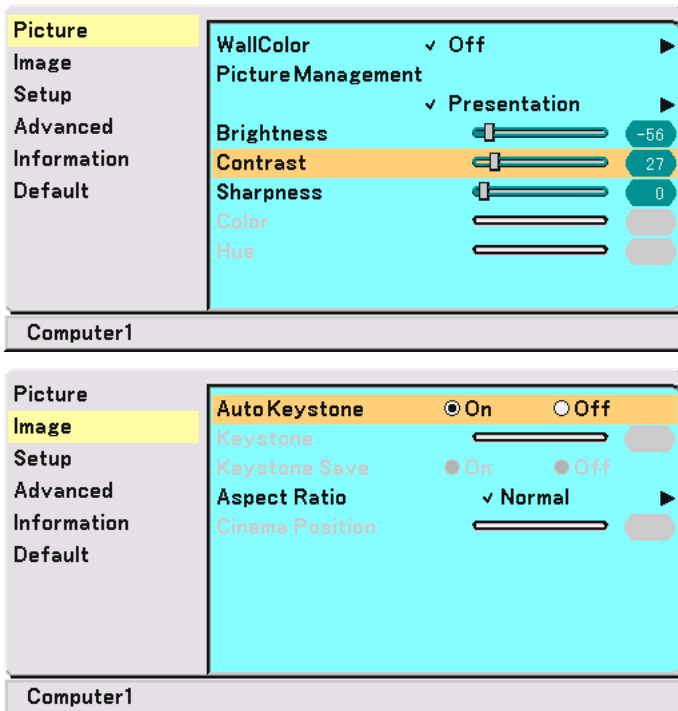 Picture
Image
Setup
Advanced
Information
Default
WallColor ✓ Off ▶
Picture Management
✓ Presentation ▶
Brightness -56
Contrast 27
Sharpness 0
Color
Hue
Computer1
Picture
Image
Setup
Advanced
Information
Default
Auto Keystone On Off
Keystone
Keystone Save On Off
Aspect Ratio ✓ Normal ▶
Cinema Position
Computer1